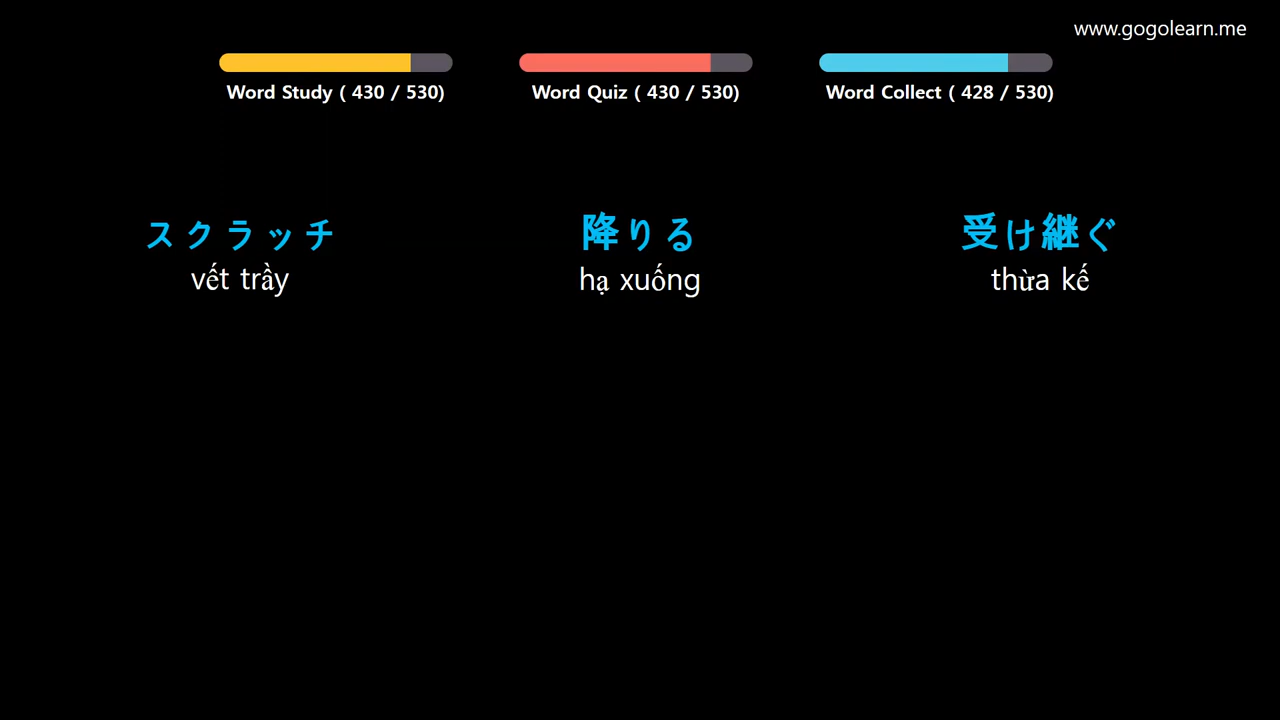 www.gogolearn.me
Word Study ( 430 / 530)
Word Quiz ( 430 / 530)
Word Collect ( 428 / 530)
スクラッチ
vết trầy
降りる
hạ xuống
受け継ぐ
thừa kế